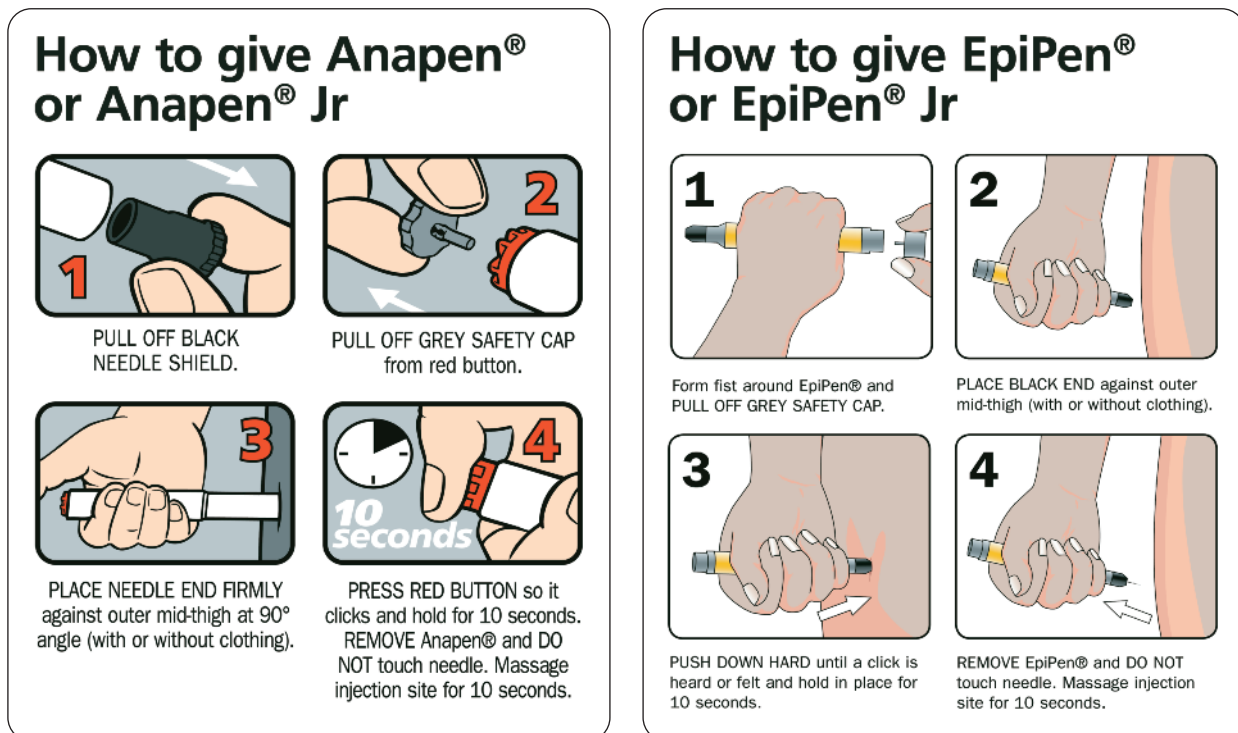 How to give Anapen®
or Anapen® Jr
1
PULL OFF BLACK
NEEDLE SHIELD.
2
PULL OFF GREY SAFETY CAP
from red button.
3
PLACE NEEDLE END FIRMLY
against outer mid-thigh at 90°
angle (with or without clothing).
4
10
seconds
PRESS RED BUTTON so it
clicks and hold for 10 seconds.
REMOVE Anapen® and DO
NOT touch needle. Massage
injection site for 10 seconds.
How to give EpiPen®
or EpiPen® Jr
1
Form fist around EpiPen® and
PULL OFF GREY SAFETY CAP.
2
PLACE BLACK END against outer
mid-thigh (with or without clothing).
3
PUSH DOWN HARD until a click is
heard or felt and hold in place for
10 seconds.
4
REMOVE EpiPen® and DO NOT
touch needle. Massage injection
site for 10 seconds.